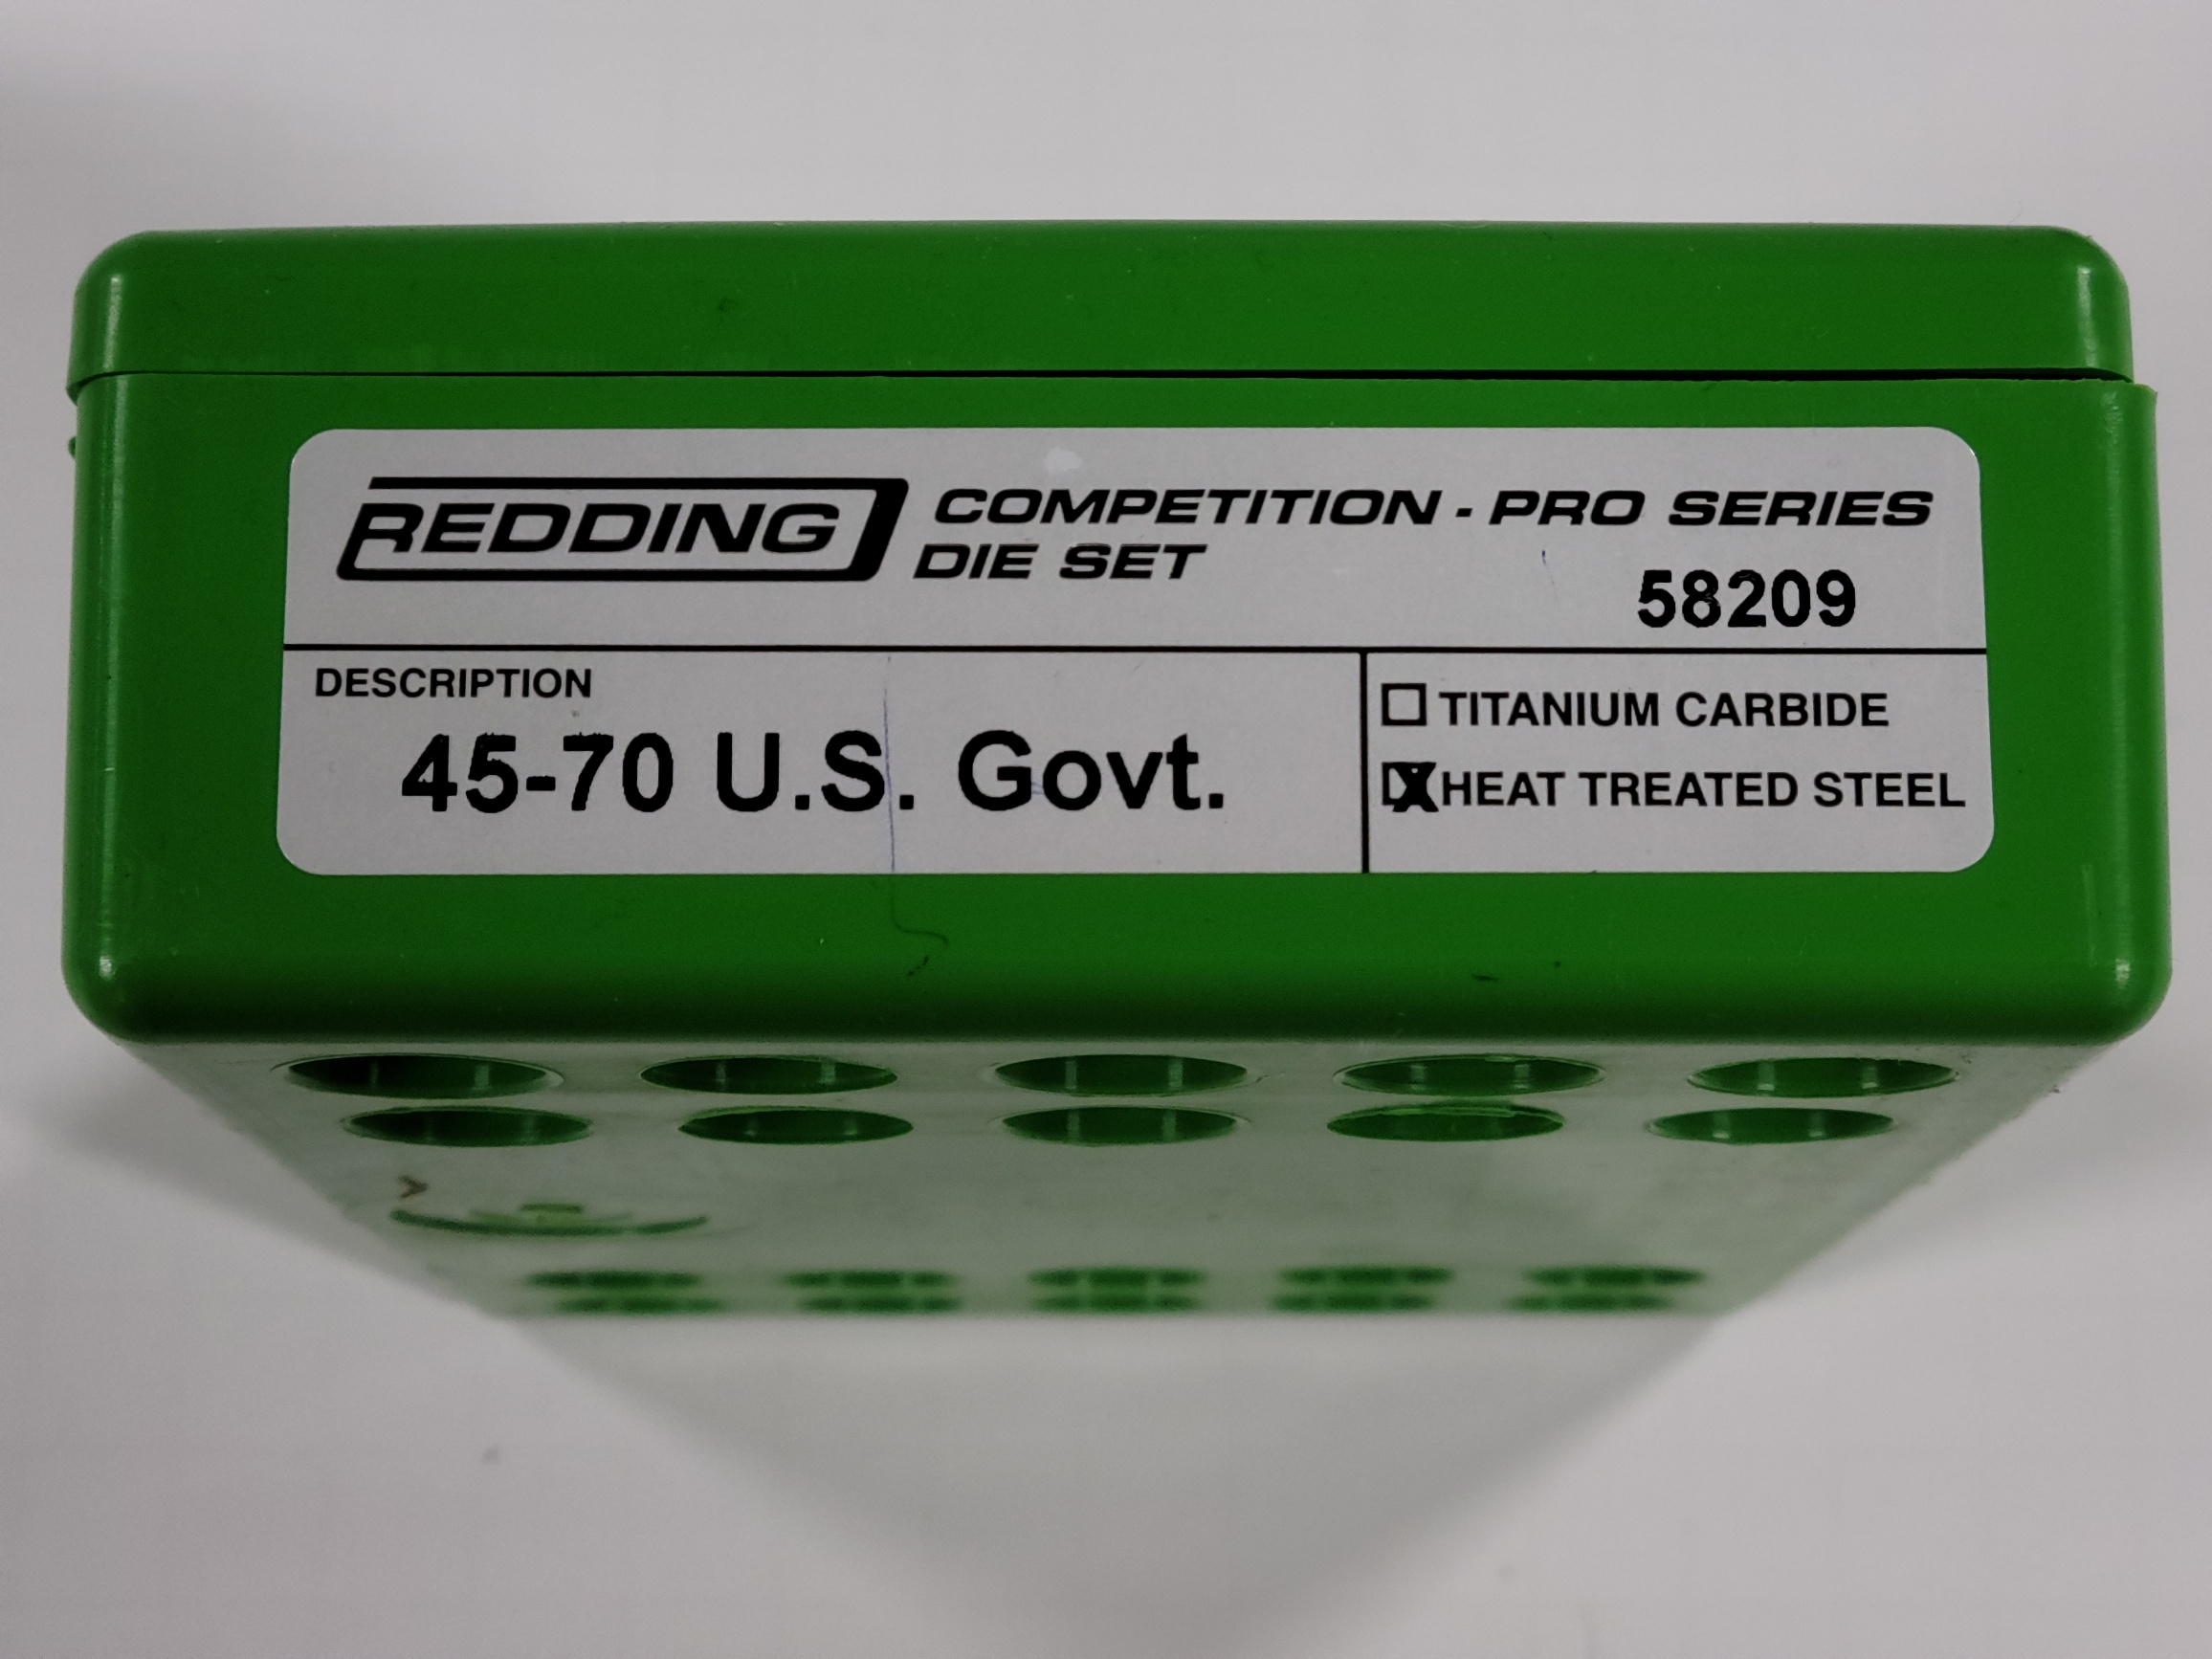 REDDING COMPETITION - PRO SERIES
DIE SET
58209
DESCRIPTION
45-70 U.S. Govt.
TITANIUM CARBIDE
X HEAT TREATED STEEL